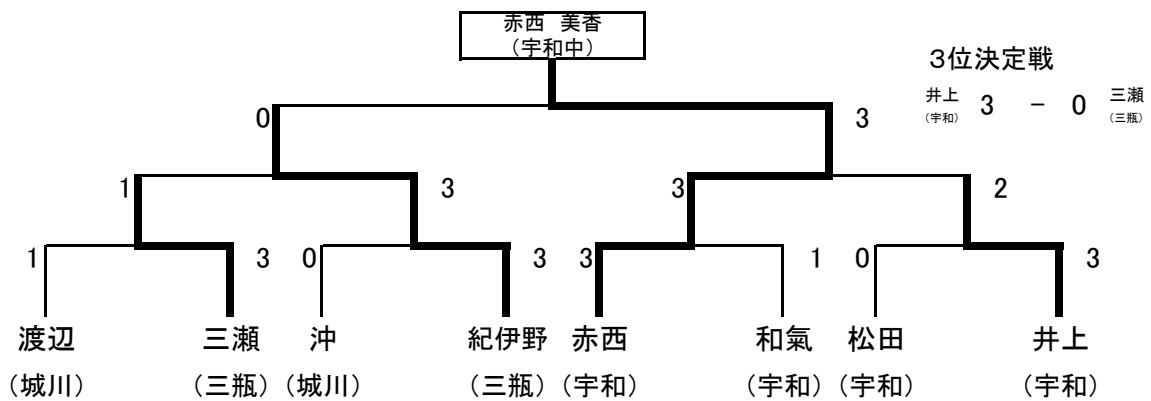 赤西 美香
（宇和中）
３位決定戦
井上 3 － 0 三瀬
（宇和） （三瓶）
0 3
1 3 3 2
1 3 0 3 3 1 0 3
渡辺 三瀬 沖 紀伊野 赤西 和氣 松田 井上
（城川） （三瓶） （城川） （三瓶） （宇和） （宇和） （宇和） （宇和）